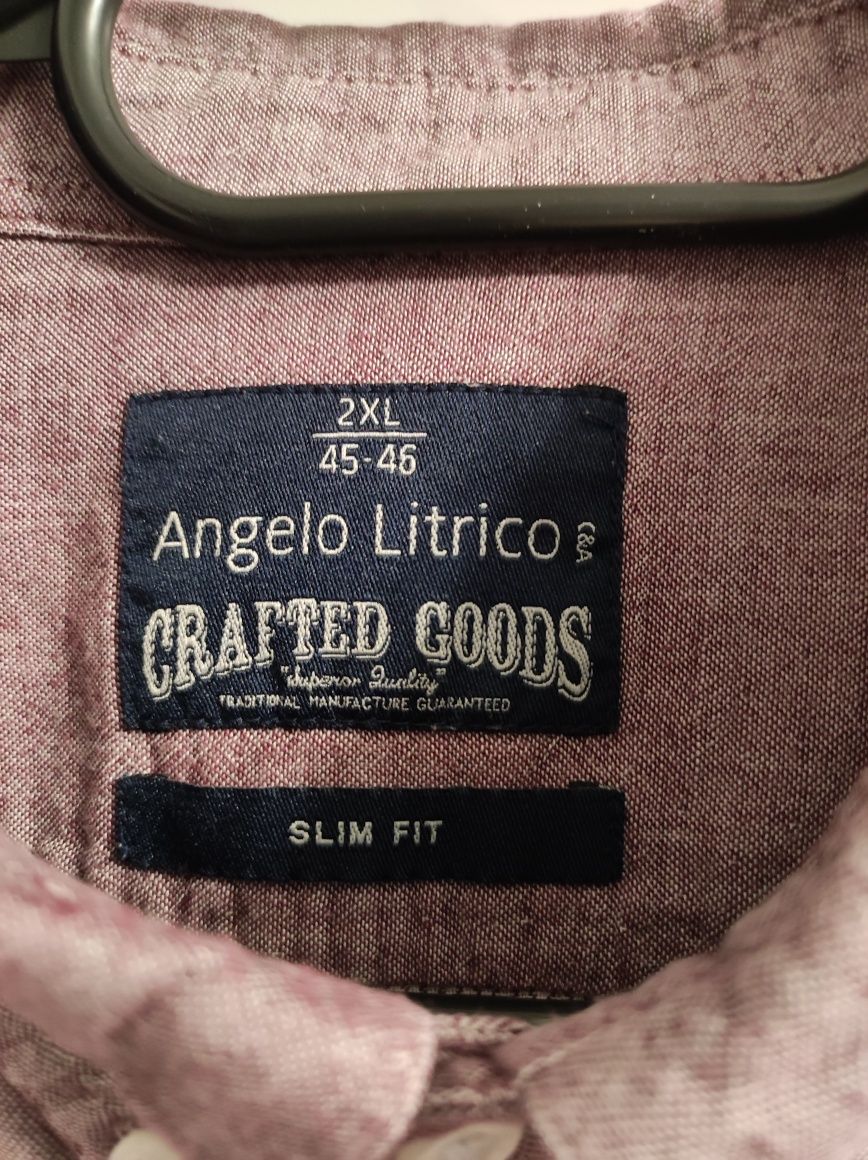 2XL
45-46
Angelo Litrico C&A
CRAFTED GOODS
"Superior Quality"
TRADITIONAL MANUFACTURE GUARANTEED
SLIM FIT